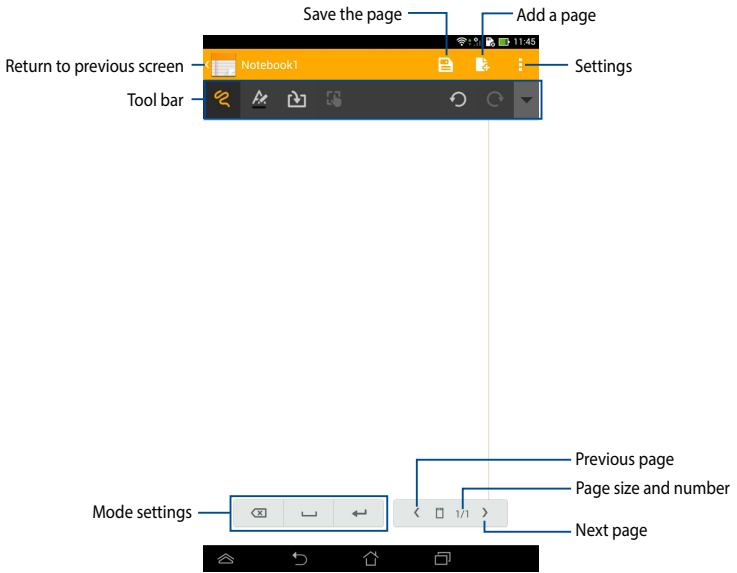 Save the page
Add a page
11:45
Return to previous screen
Notebook1
Settings
Tool bar
Previous page
Page size and number
Mode settings
1/1
Next page